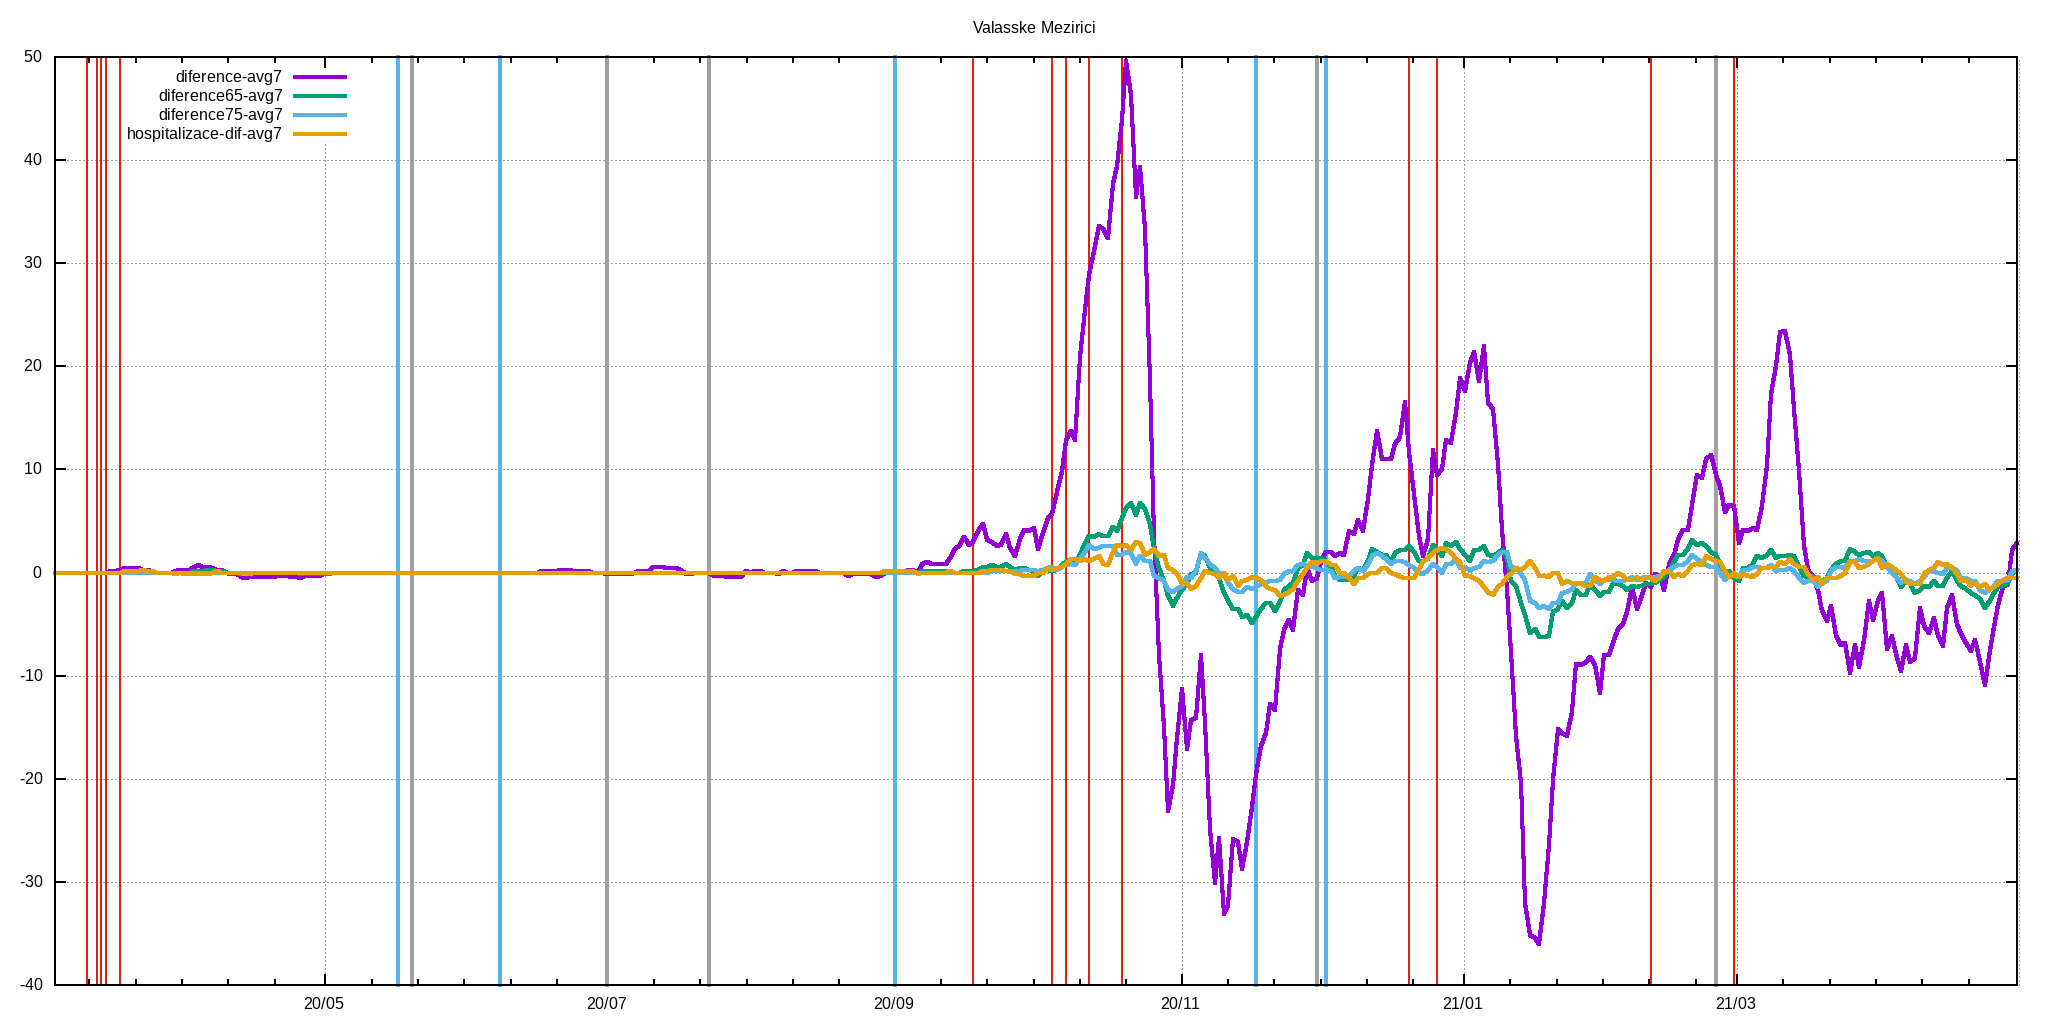 Valasske Mezirici
50
diference-avg7
diference65-avg7
diference75-avg7
hospitalizace-dif-avg7
40
30
20
10
0
-10
-20
-30
-40
20/05 20/07 20/09 20/11 21/01 21/03